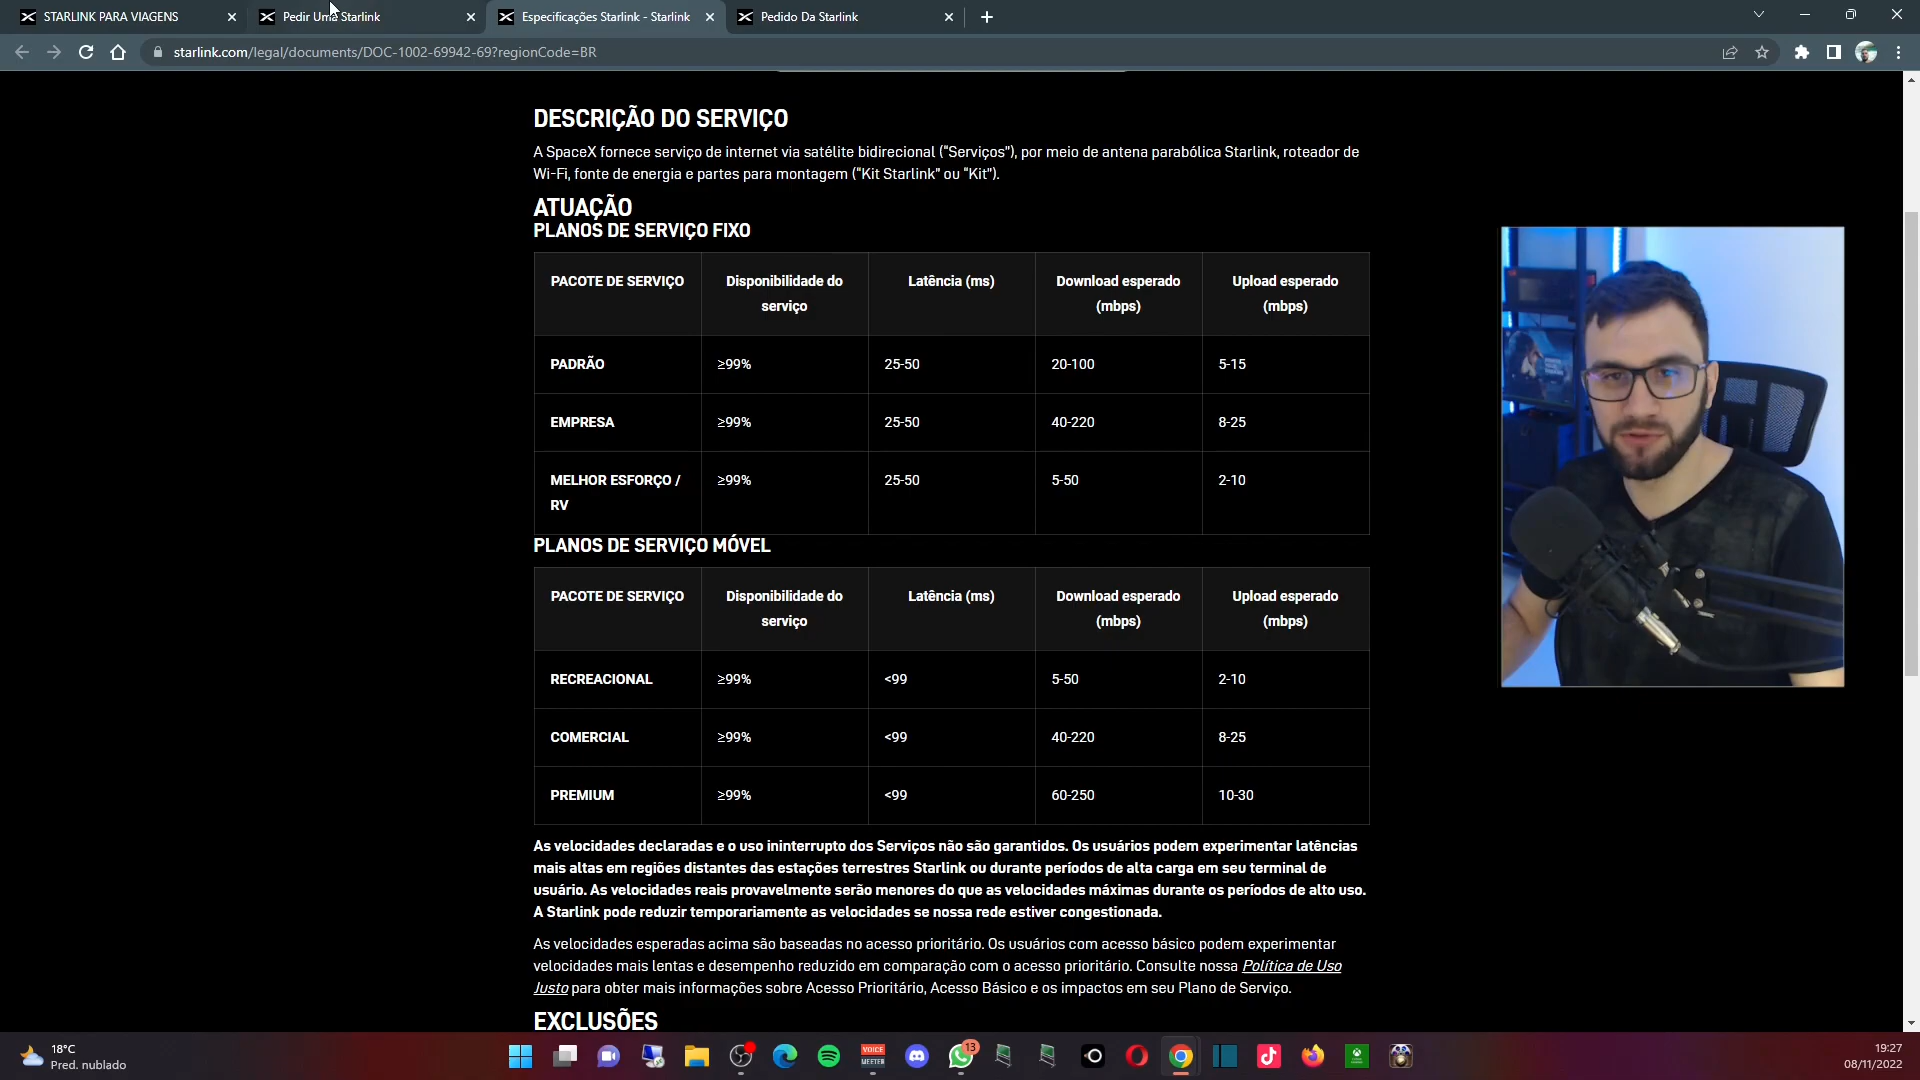 STARLINK PARA VIAGENS
Pedir Uma Starlink
Especificações Starlink - Starlink
Pedido Da Starlink
starlink.com/legal/documents/DOC-1002-69942-69?regionCode=BR
DESCRIÇÃO DO SERVIÇO
A SpaceX fornece serviço de internet via satélite bidirecional ("Serviços"), por meio de antena parabólica Starlink, roteador de
Wi-Fi, fonte de energia e partes para montagem ("Kit Starlink" ou "Kit").
ATUAÇÃO
PLANOS DE SERVIÇO FIXO
PACOTE DE SERVIÇO Disponibilidade do serviço Latência (ms) Download esperado (mbps) Upload esperado (mbps)
PADRÃO ≥99% 25-50 20-100 5-15
EMPRESA ≥99% 25-50 40-220 8-25
MELHOR ESFORÇO / RV ≥99% 25-50 5-50 2-10
PLANOS DE SERVIÇO MÓVEL
PACOTE DE SERVIÇO Disponibilidade do serviço Latência (ms) Download esperado (mbps) Upload esperado (mbps)
RECREACIONAL ≥99% <99 5-50 2-10
COMERCIAL ≥99% <99 40-220 8-25
PREMIUM ≥99% <99 60-250 10-30
As velocidades declaradas e o uso ininterrupto dos Serviços não são garantidos. Os usuários podem experimentar latências
mais altas em regiões distantes das estações terrestres Starlink ou durante períodos de alta carga em seu terminal de
usuário. As velocidades reais provavelmente serão menores do que as velocidades máximas durante os períodos de alto uso.
A Starlink pode reduzir temporariamente as velocidades se nossa rede estiver congestionada.
As velocidades esperadas acima são baseadas no acesso prioritário. Os usuários com acesso básico podem experimentar
velocidades mais lentas e desempenho reduzido em comparação com o acesso prioritário. Consulte nossa Política de Uso
Justo para obter mais informações sobre Acesso Prioritário, Acesso Básico e os impactos em seu Plano de Serviço.
EXCLUSÕES
18°C
Pred. nublado
VOICE
MEETER
13
19:27
08/11/2022